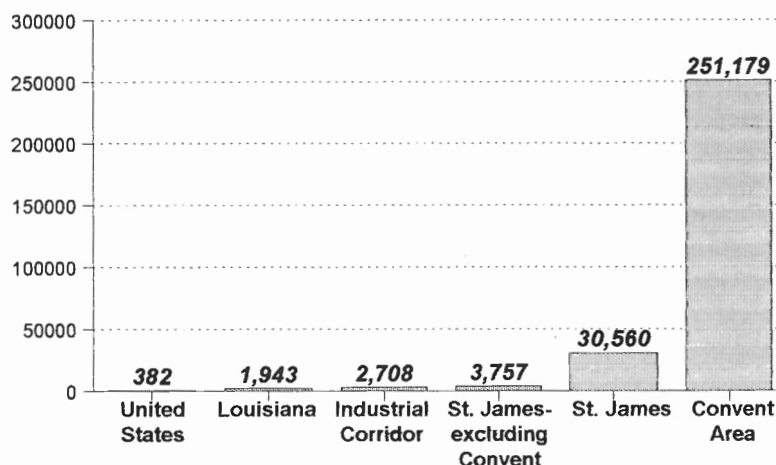 300000
250000
200000
150000
100000
50000
0
382
1,943
2,708
3,757
30,560
251,179
United
States
Louisiana
Industrial
Corridor
St. James-
excluding
Convent
St. James
Convent
Area